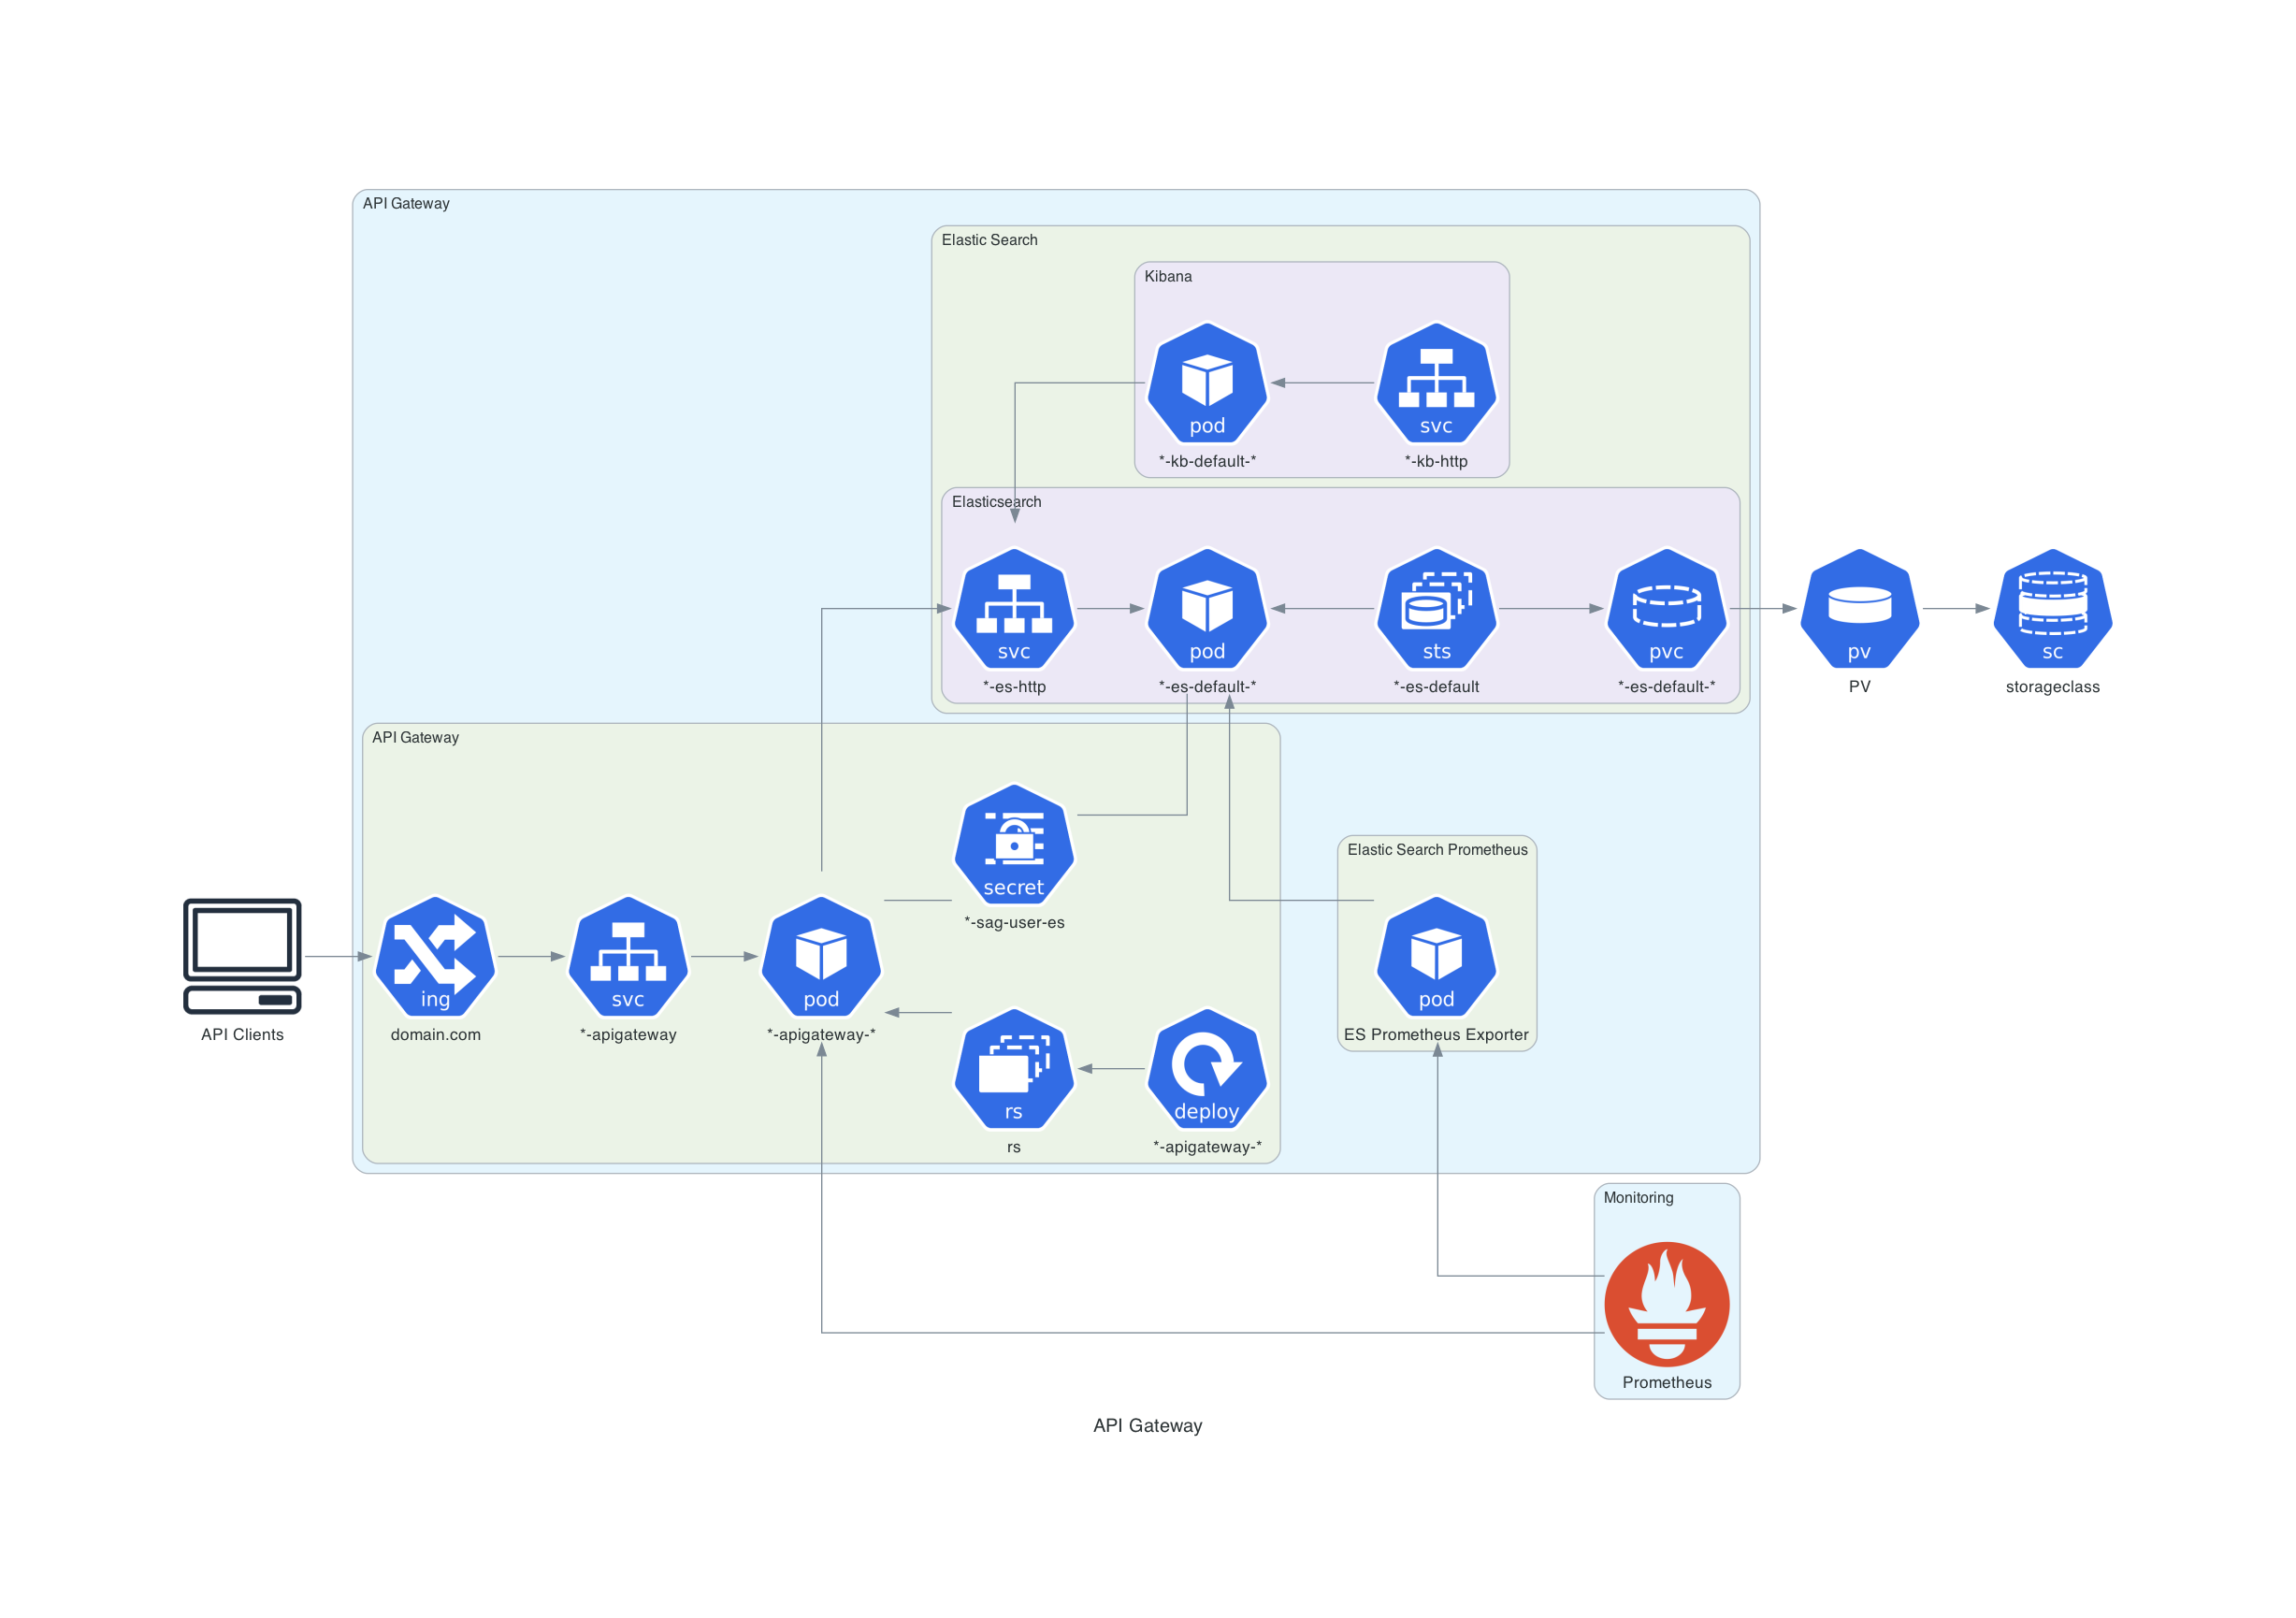 API Gateway
Elastic Search
Kibana
pod
svc
*-kb-default-*
*-kb-http
Elasticsearch
svc
pod
sts
pvc
pv
sc
*-es-http
*-es-default-*
*-es-default
*-es-default-*
PV
storageclass
API Gateway
secret
*-sag-user-es
Elastic Search Prometheus
ing
svc
pod
pod
API Clients
domain.com
*-apigateway
*-apigateway-*
ES Prometheus Exporter
rs
deploy
rs
*-apigateway-*
Monitoring
Prometheus
API Gateway